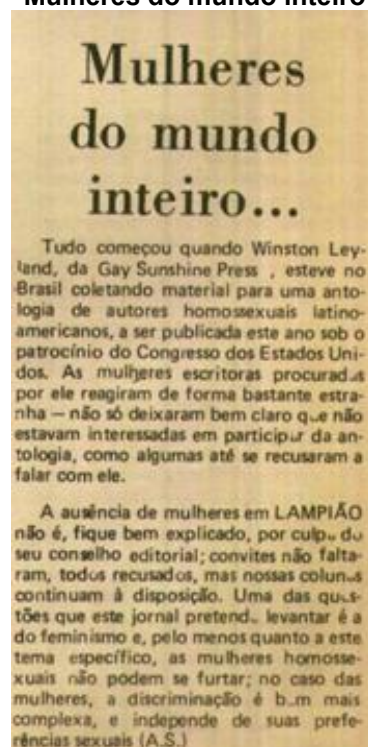 Mulheres do mundo inteiro
Mulheres
do mundo
inteiro...
Tudo começou quando Winston Ley-
land, da Gay Sunshine Press , esteve no
Brasil coletando material para uma anto-
logia de autores homossexuais latino-
americanos, a ser publicada este ano sob o
patrocínio do Congresso dos Estados Uni-
dos. As mulheres escritoras procuradas
por ele reagiram de forma bastante estra-
nha — não só deixaram bem claro que não
estavam interessadas em participar da an-
tologia, como algumas até se recusaram a
falar com ele.
A ausência de mulheres em LAMPIÃO
não é, fique bem explicado, por culpa do
seu conselho editorial; convites não falta-
ram, todos recusados, mas nossas colunas
continuam à disposição. Uma das ques-
tões que este jornal pretende levantar é a
do feminismo e, pelo menos quanto a este
tema específico, as mulheres homosse-
xuais não podem se furtar; no caso das
mulheres, a discriminação é bem mais
complexa, e independe de suas prefe-
rências sexuais (A.S.)